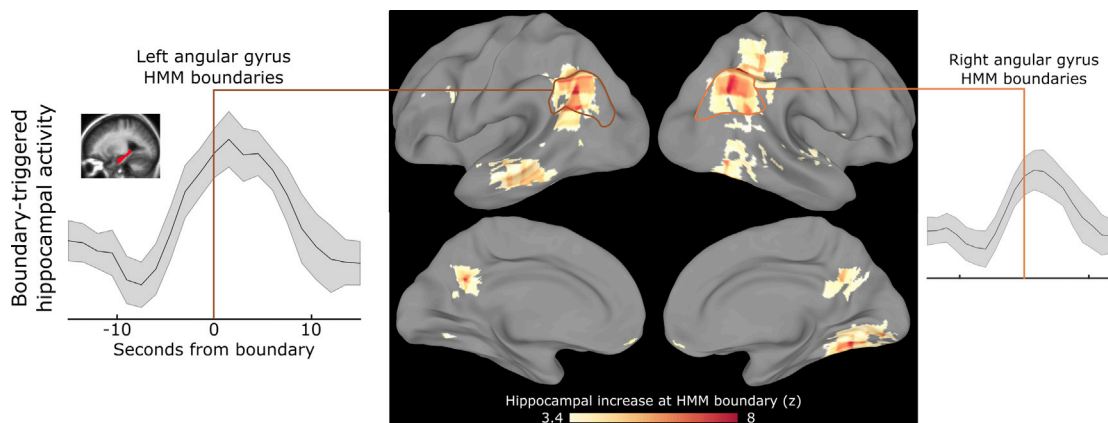 Left angular gyrus
HMM boundaries
Right angular gyrus
HMM boundaries
Boundary-triggered
hippocampal activity
-10
0
10
Seconds from boundary
Hippocampal increase at HMM boundary (z)
3.4
8